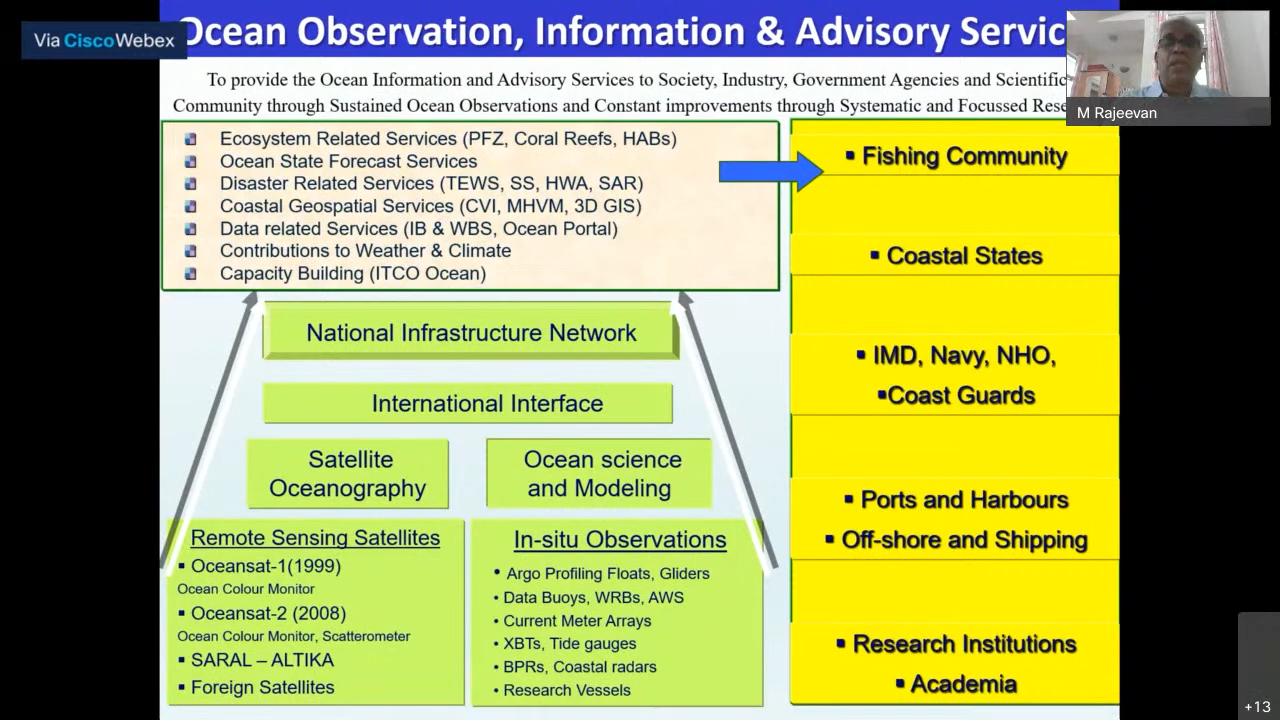 Via Cisco Webex
Ocean Observation, Information & Advisory Servic
To provide the Ocean Information and Advisory Services to Society, Industry, Government Agencies and Scientific
Community through Sustained Ocean Observations and Constant improvements through Systematic and Focussed Rese
M Rajeevan
Ecosystem Related Services (PFZ, Coral Reefs, HABs)
Ocean State Forecast Services
Disaster Related Services (TEWS, SS, HWA, SAR)
Coastal Geospatial Services (CVI, MHVM, 3D GIS)
Data related Services (IB & WBS, Ocean Portal)
Contributions to Weather & Climate
Capacity Building (ITCO Ocean)
National Infrastructure Network
International Interface
Satellite
Oceanography
Ocean science
and Modeling
Remote Sensing Satellites
▪ Oceansat-1(1999)
Ocean Colour Monitor
▪ Oceansat-2 (2008)
Ocean Colour Monitor, Scatterometer
▪ SARAL – ALTIKA
▪ Foreign Satellites
In-situ Observations
• Argo Profiling Floats, Gliders
• Data Buoys, WRBs, AWS
• Current Meter Arrays
• XBTs, Tide gauges
• BPRs, Coastal radars
• Research Vessels
▪ Fishing Community
▪ Coastal States
▪ IMD, Navy, NHO,
▪Coast Guards
▪ Ports and Harbours
▪ Off-shore and Shipping
▪ Research Institutions
▪ Academia
+13